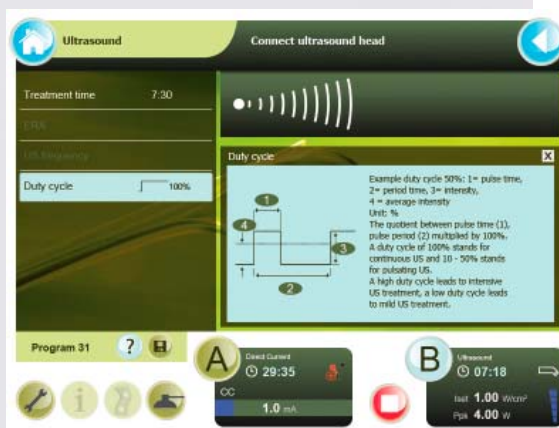 Ultrasound
Connect ultrasound head
Treatment time 7:30
ERA
US frequency
Duty cycle 100%
Duty cycle X
Example duty cycle 50%: 1= pulse time,
2= period time, 3= intensity,
4 = average intensity
Unit: %
The quotient between pulse time (1),
pulse period (2) multiplied by 100%.
A duty cycle of 100% stands for
continuous US and 10 - 50% stands
for pulsating US.
A high duty cycle leads to intensive
US treatment, a low duty cycle leads
to mild US treatment.
1
4
3
2
Program 31 ?
A
Direct Current
29:35
CC
1.0 mA
B
Ultrasound
07:18
1.00 W/cm²
Ppk 4.00 W